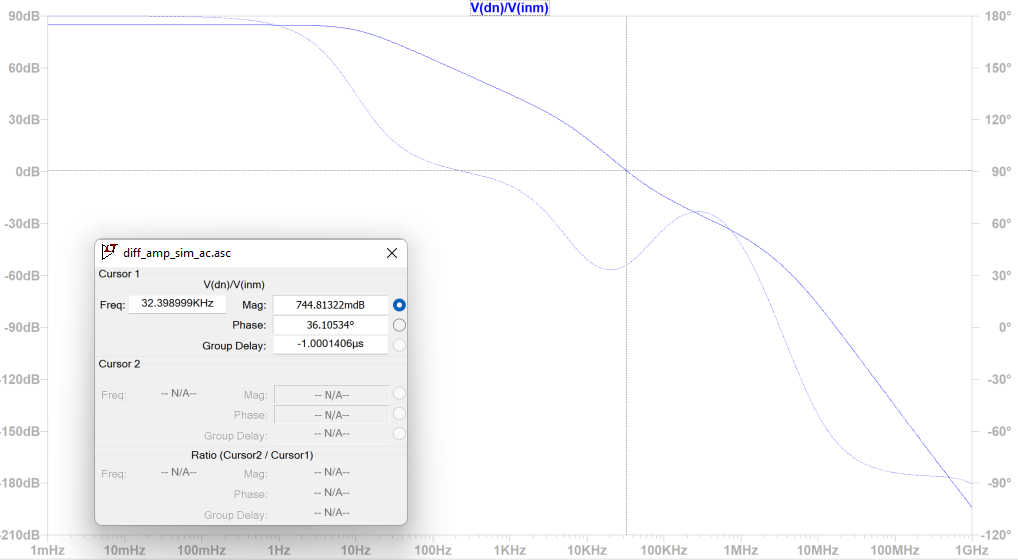 V(dn)/V(inm)
90dB
60dB
30dB
0dB
-30dB
-60dB
-90dB
-120dB
-150dB
-180dB
-210dB
180°
150°
120°
90°
60°
30°
0°
-30°
-60°
-90°
-120°
diff_amp_sim_ac.asc
Cursor 1
V(dn)/V(inm)
Freq: 32.398999KHz Mag: 744.81322mdB
Phase: 36.10534°
Group Delay: -1.0001406µs
Cursor 2
Freq: -- N/A-- Mag: -- N/A--
Phase: -- N/A--
Group Delay: -- N/A--
Ratio (Cursor2 / Cursor1)
Freq: -- N/A-- Mag: -- N/A--
Phase: -- N/A--
Group Delay: -- N/A--
1mHz 10mHz 100mHz 1Hz 10Hz 100Hz 1KHz 10KHz 100KHz 1MHz 10MHz 100MHz 1GHz